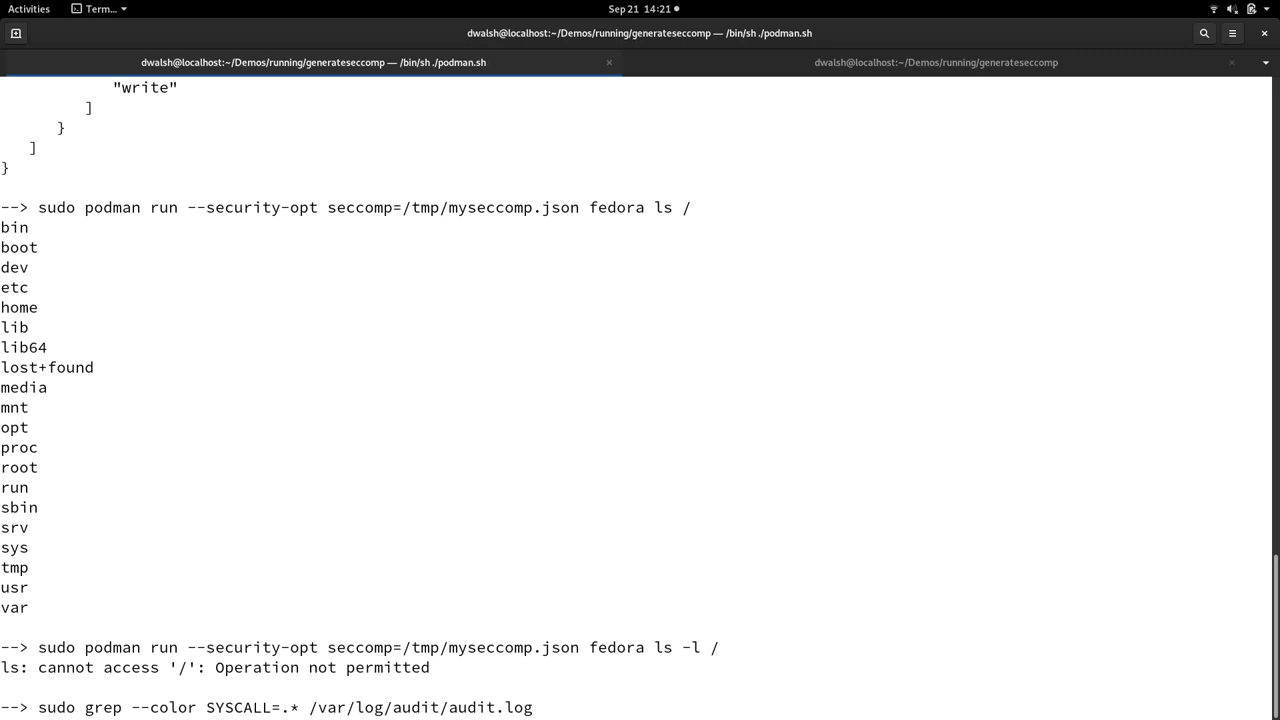 Activities
Term...
Sep 21 14:21
dwalsh@localhost:~/Demos/running/generateseccomp — /bin/sh ./podman.sh
dwalsh@localhost:~/Demos/running/generateseccomp — /bin/sh ./podman.sh
dwalsh@localhost:~/Demos/running/generateseccomp
            "write"
         ]
      }
   ]
}
--> sudo podman run --security-opt seccomp=/tmp/myseccomp.json fedora ls /
bin
boot
dev
etc
home
lib
lib64
lost+found
media
mnt
opt
proc
root
run
sbin
srv
sys
tmp
usr
var
--> sudo podman run --security-opt seccomp=/tmp/myseccomp.json fedora ls -l /
ls: cannot access '/': Operation not permitted
--> sudo grep --color SYSCALL=.* /var/log/audit/audit.log